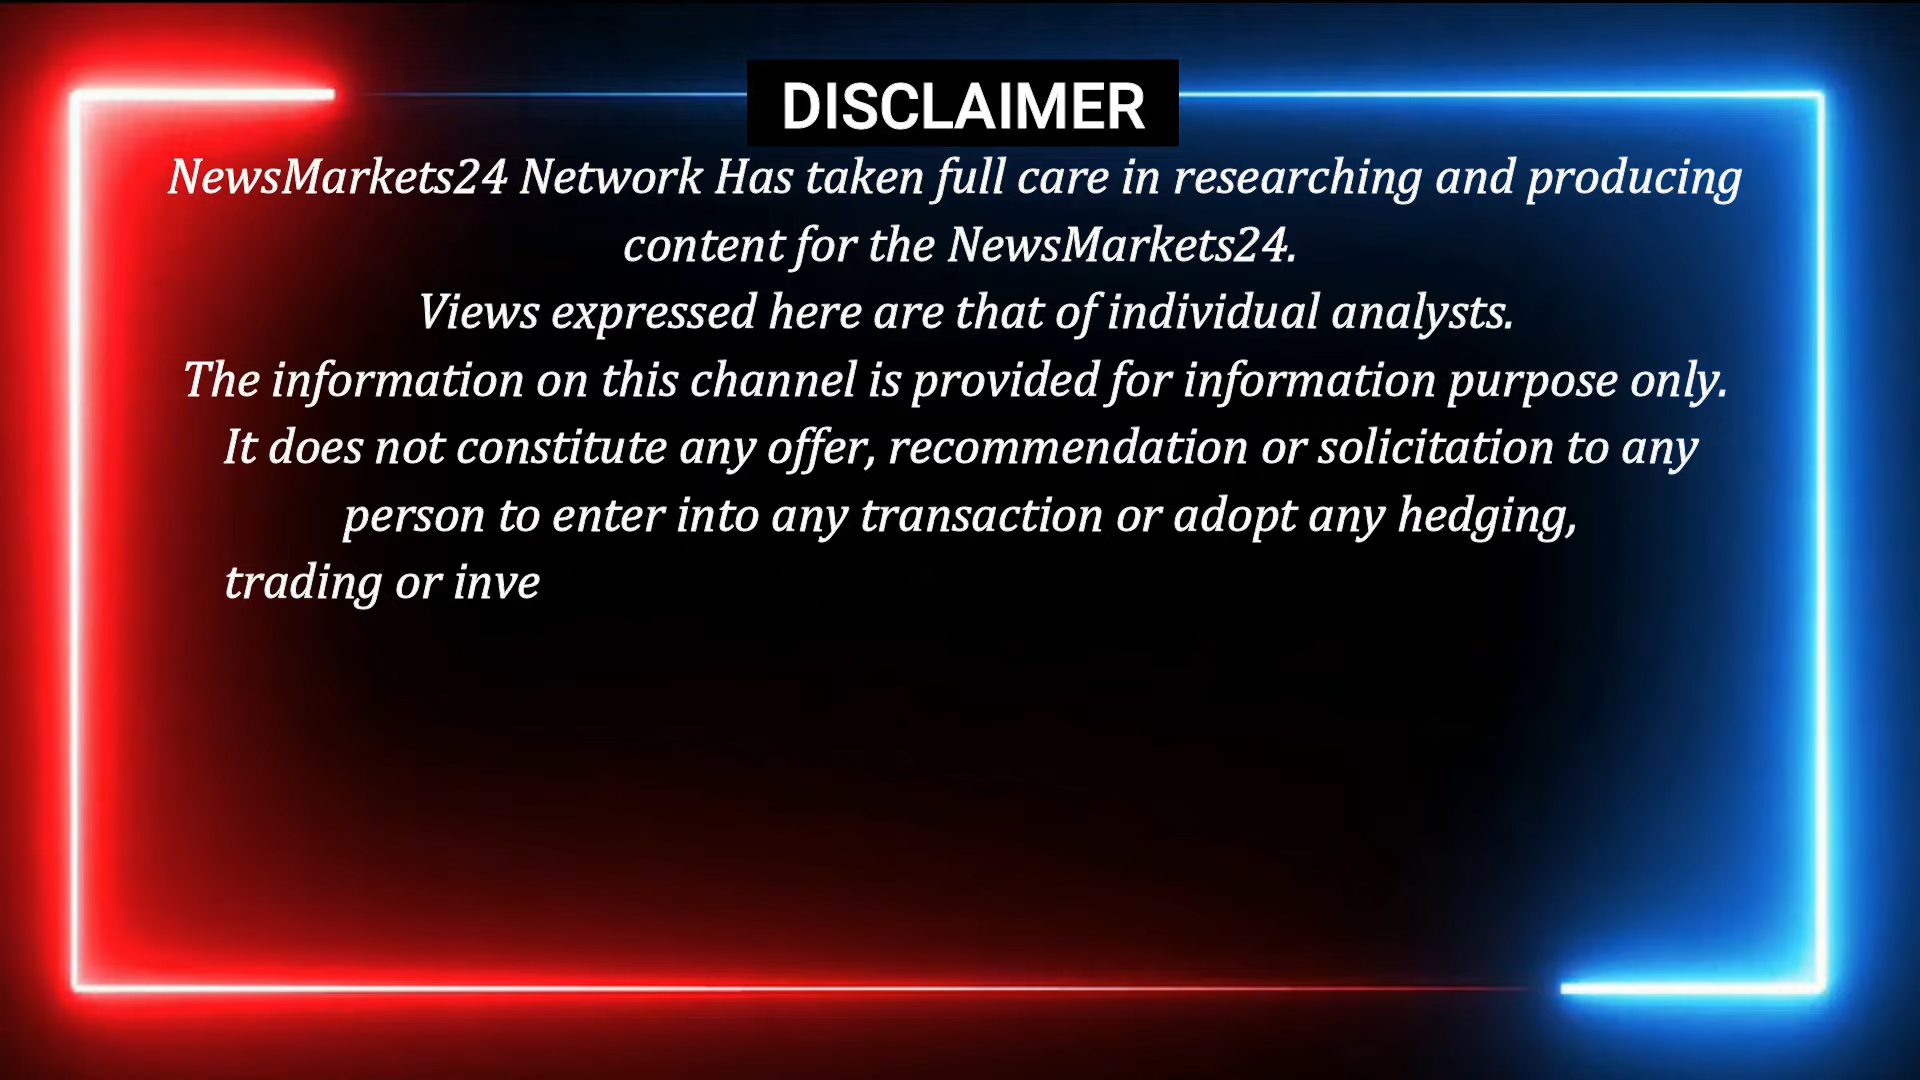 DISCLAIMER
NewsMarkets24 Network Has taken full care in researching and producing
content for the NewsMarkets24.
Views expressed here are that of individual analysts.
The information on this channel is provided for information purpose only.
It does not constitute any offer, recommendation or solicitation to any
person to enter into any transaction or adopt any hedging,
trading or inve